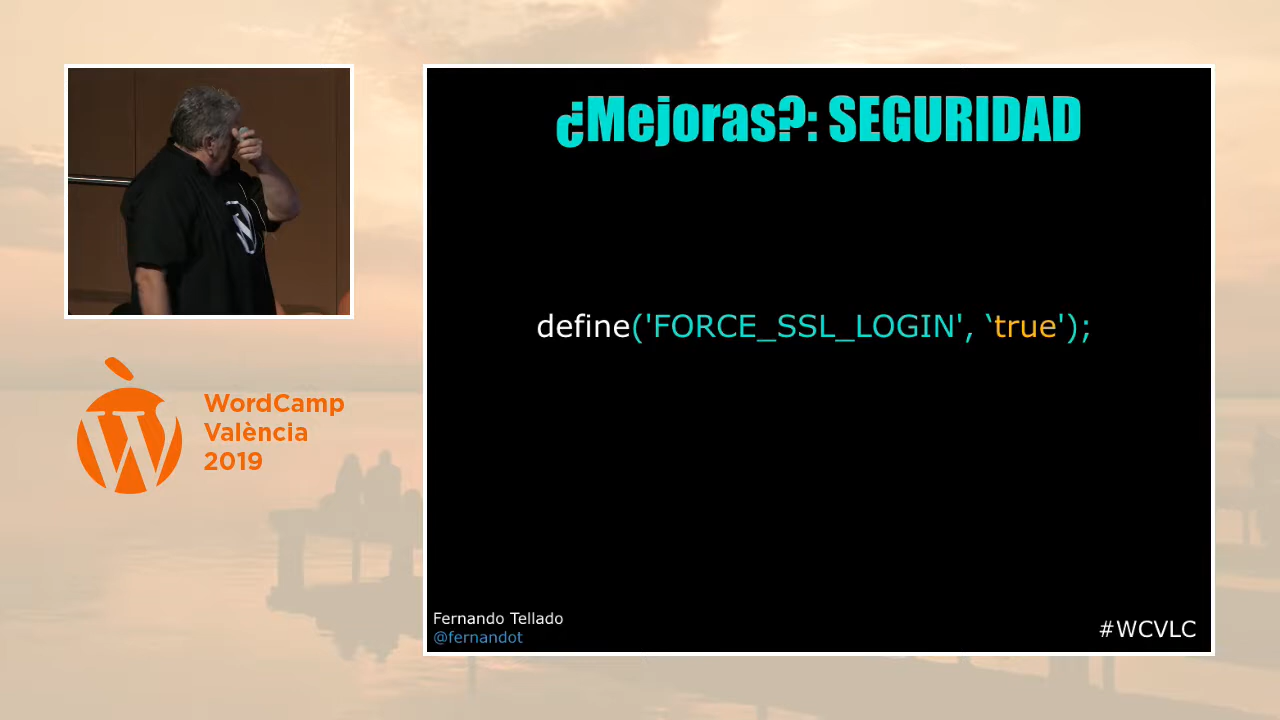 ¿Mejoras?: SEGURIDAD
define('FORCE_SSL_LOGIN', ‘true');
WordCamp
València
2019
Fernando Tellado
@fernandot
#WCVLC